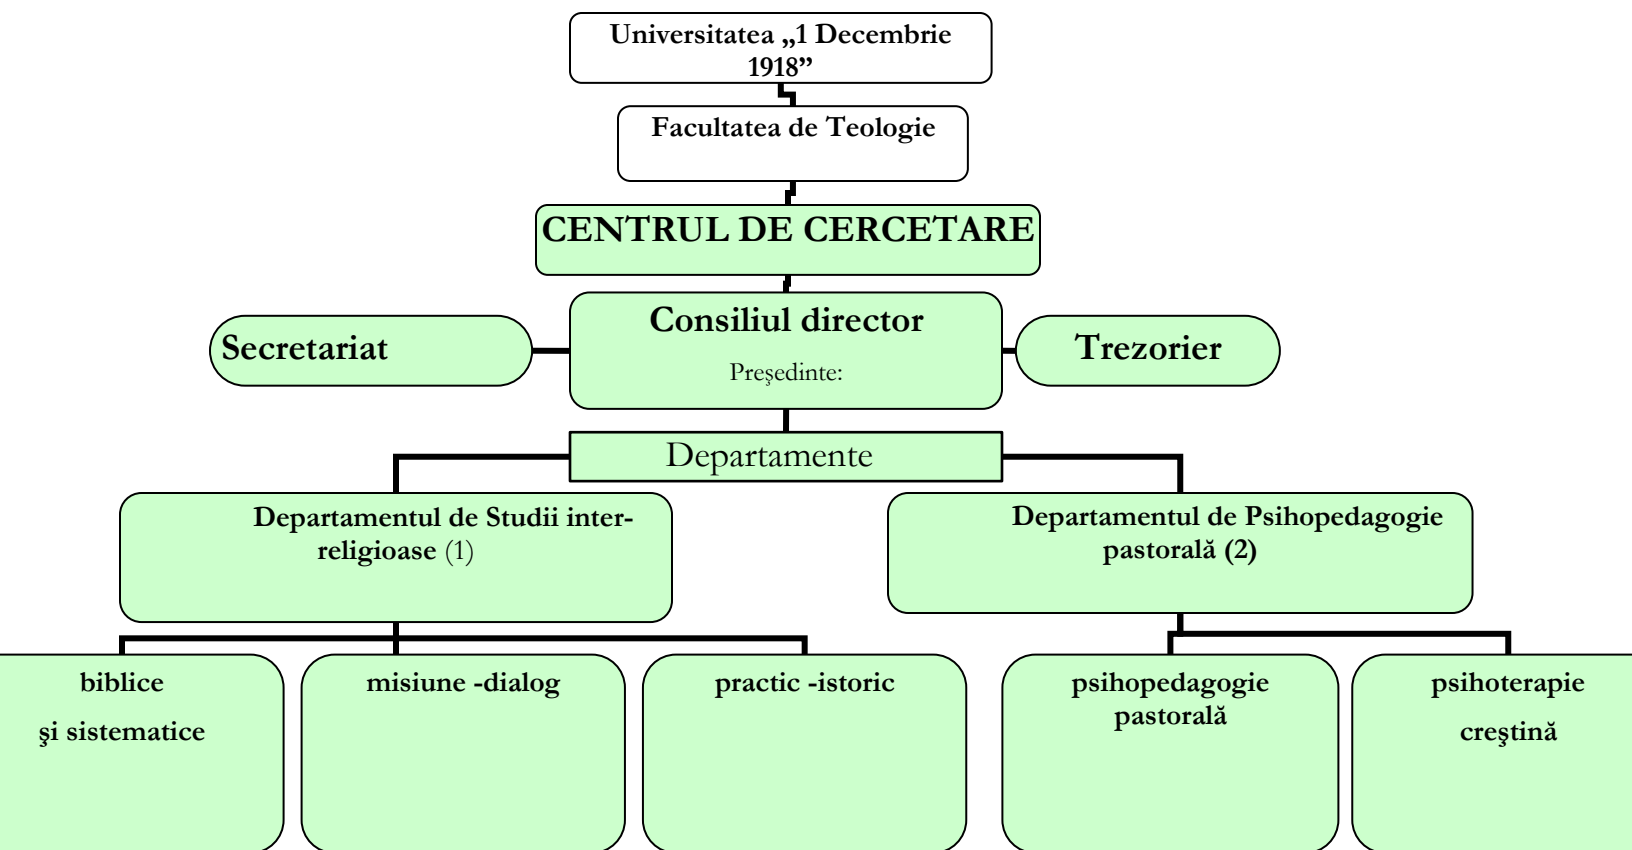 Universitatea „1 Decembrie
1918”
Facultatea de Teologie
CENTRUL DE CERCETARE
Consiliul director
Preşedinte:
Secretariat
Trezorier
Departamente
Departamentul de Studii inter-
religioase (1)
Departamentul de Psihopedagogie
pastorală (2)
biblice
şi sistematice
misiune -dialog
practic -istoric
psihopedagogie
pastorală
psihoterapie
creştină